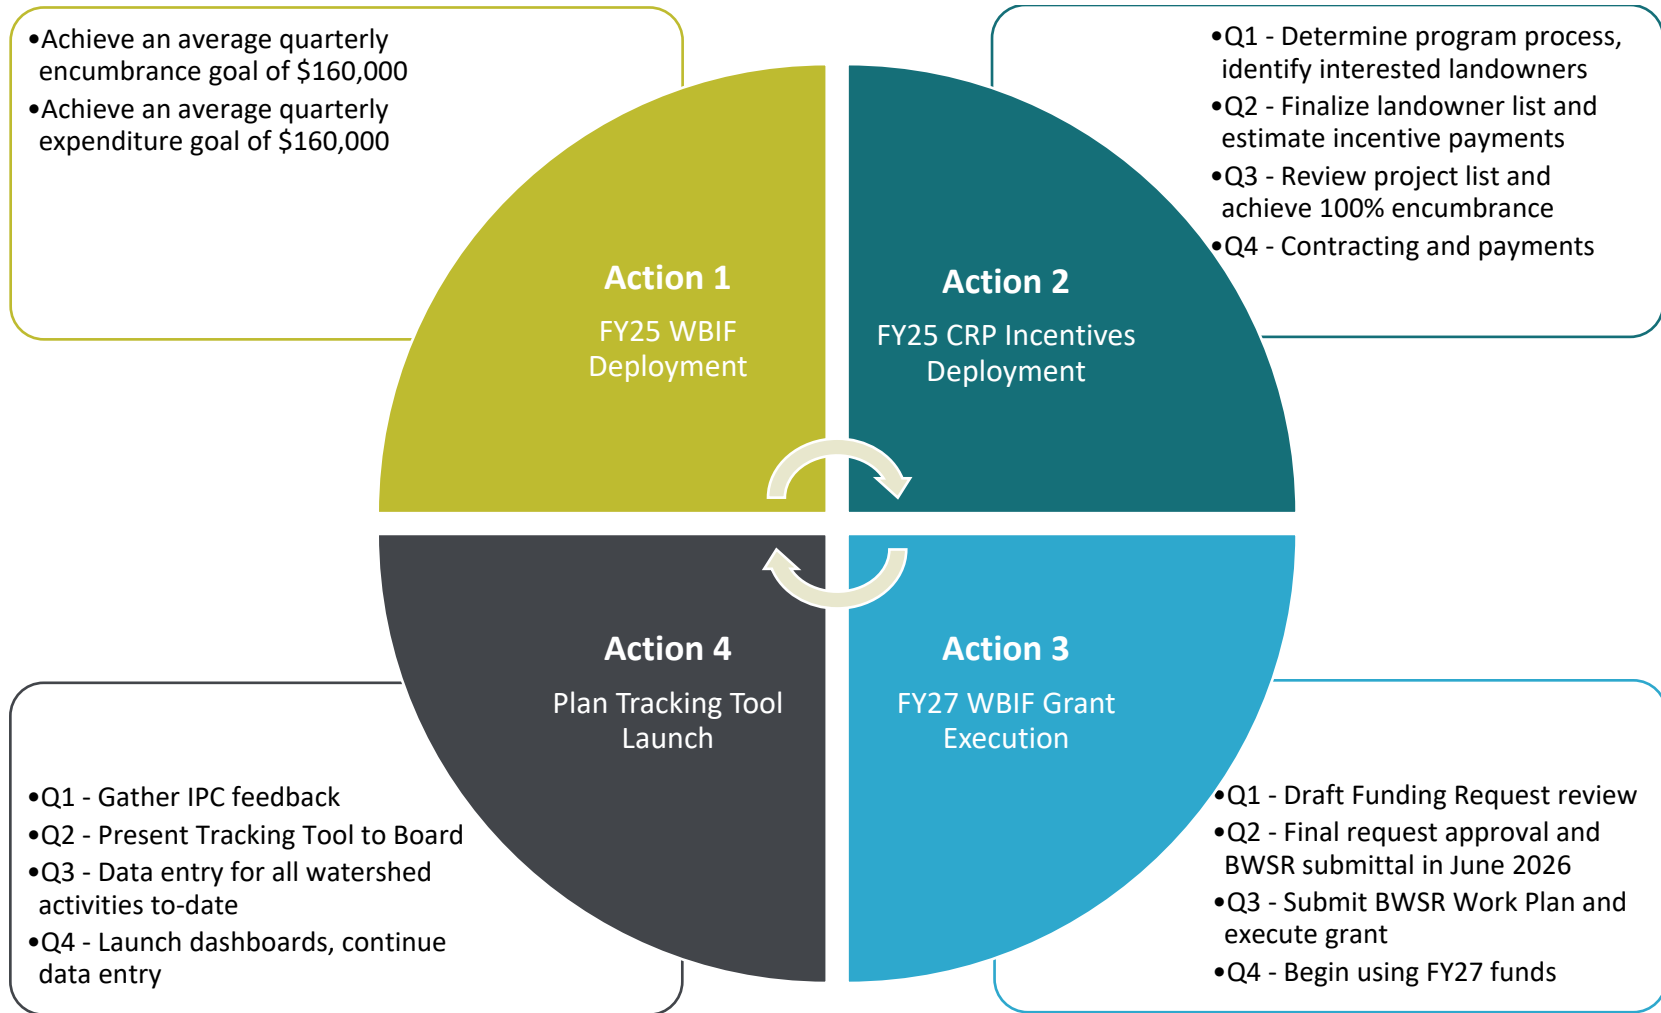 •Achieve an average quarterly
encumbrance goal of $160,000
•Achieve an average quarterly
expenditure goal of $160,000
Action 1
FY25 WBIF
Deployment
•Q1 - Determine program process,
identify interested landowners
•Q2 - Finalize landowner list and
estimate incentive payments
•Q3 - Review project list and
achieve 100% encumbrance
•Q4 - Contracting and payments
Action 2
FY25 CRP Incentives
Deployment
Action 4
Plan Tracking Tool
Launch
•Q1 - Gather IPC feedback
•Q2 - Present Tracking Tool to Board
•Q3 - Data entry for all watershed
activities to-date
•Q4 - Launch dashboards, continue
data entry
Action 3
FY27 WBIF Grant
Execution
•Q1 - Draft Funding Request review
•Q2 - Final request approval and
BWSR submittal in June 2026
•Q3 - Submit BWSR Work Plan and
execute grant
•Q4 - Begin using FY27 funds